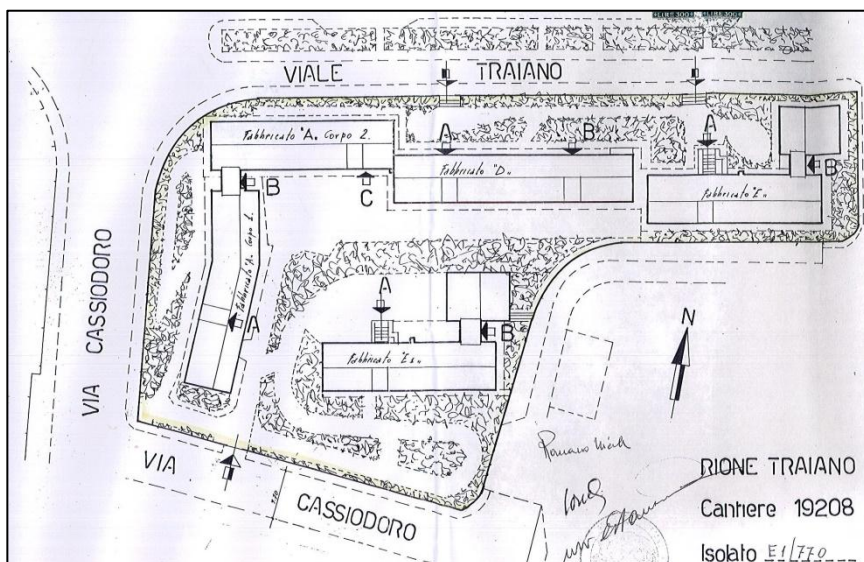 VIALE TRAIANO
Fabbricato "A" Corpo 2.
A
B
A
B
C
Fabbricato "D"
B
Fabbricato "E"
Fabbricato "A" Corpo 1.
A
A
B
VIA CASSIODORO
N
VIA CASSIODORO
RIONE TRAIANO
Cantiere 19208
Isolato E1/770